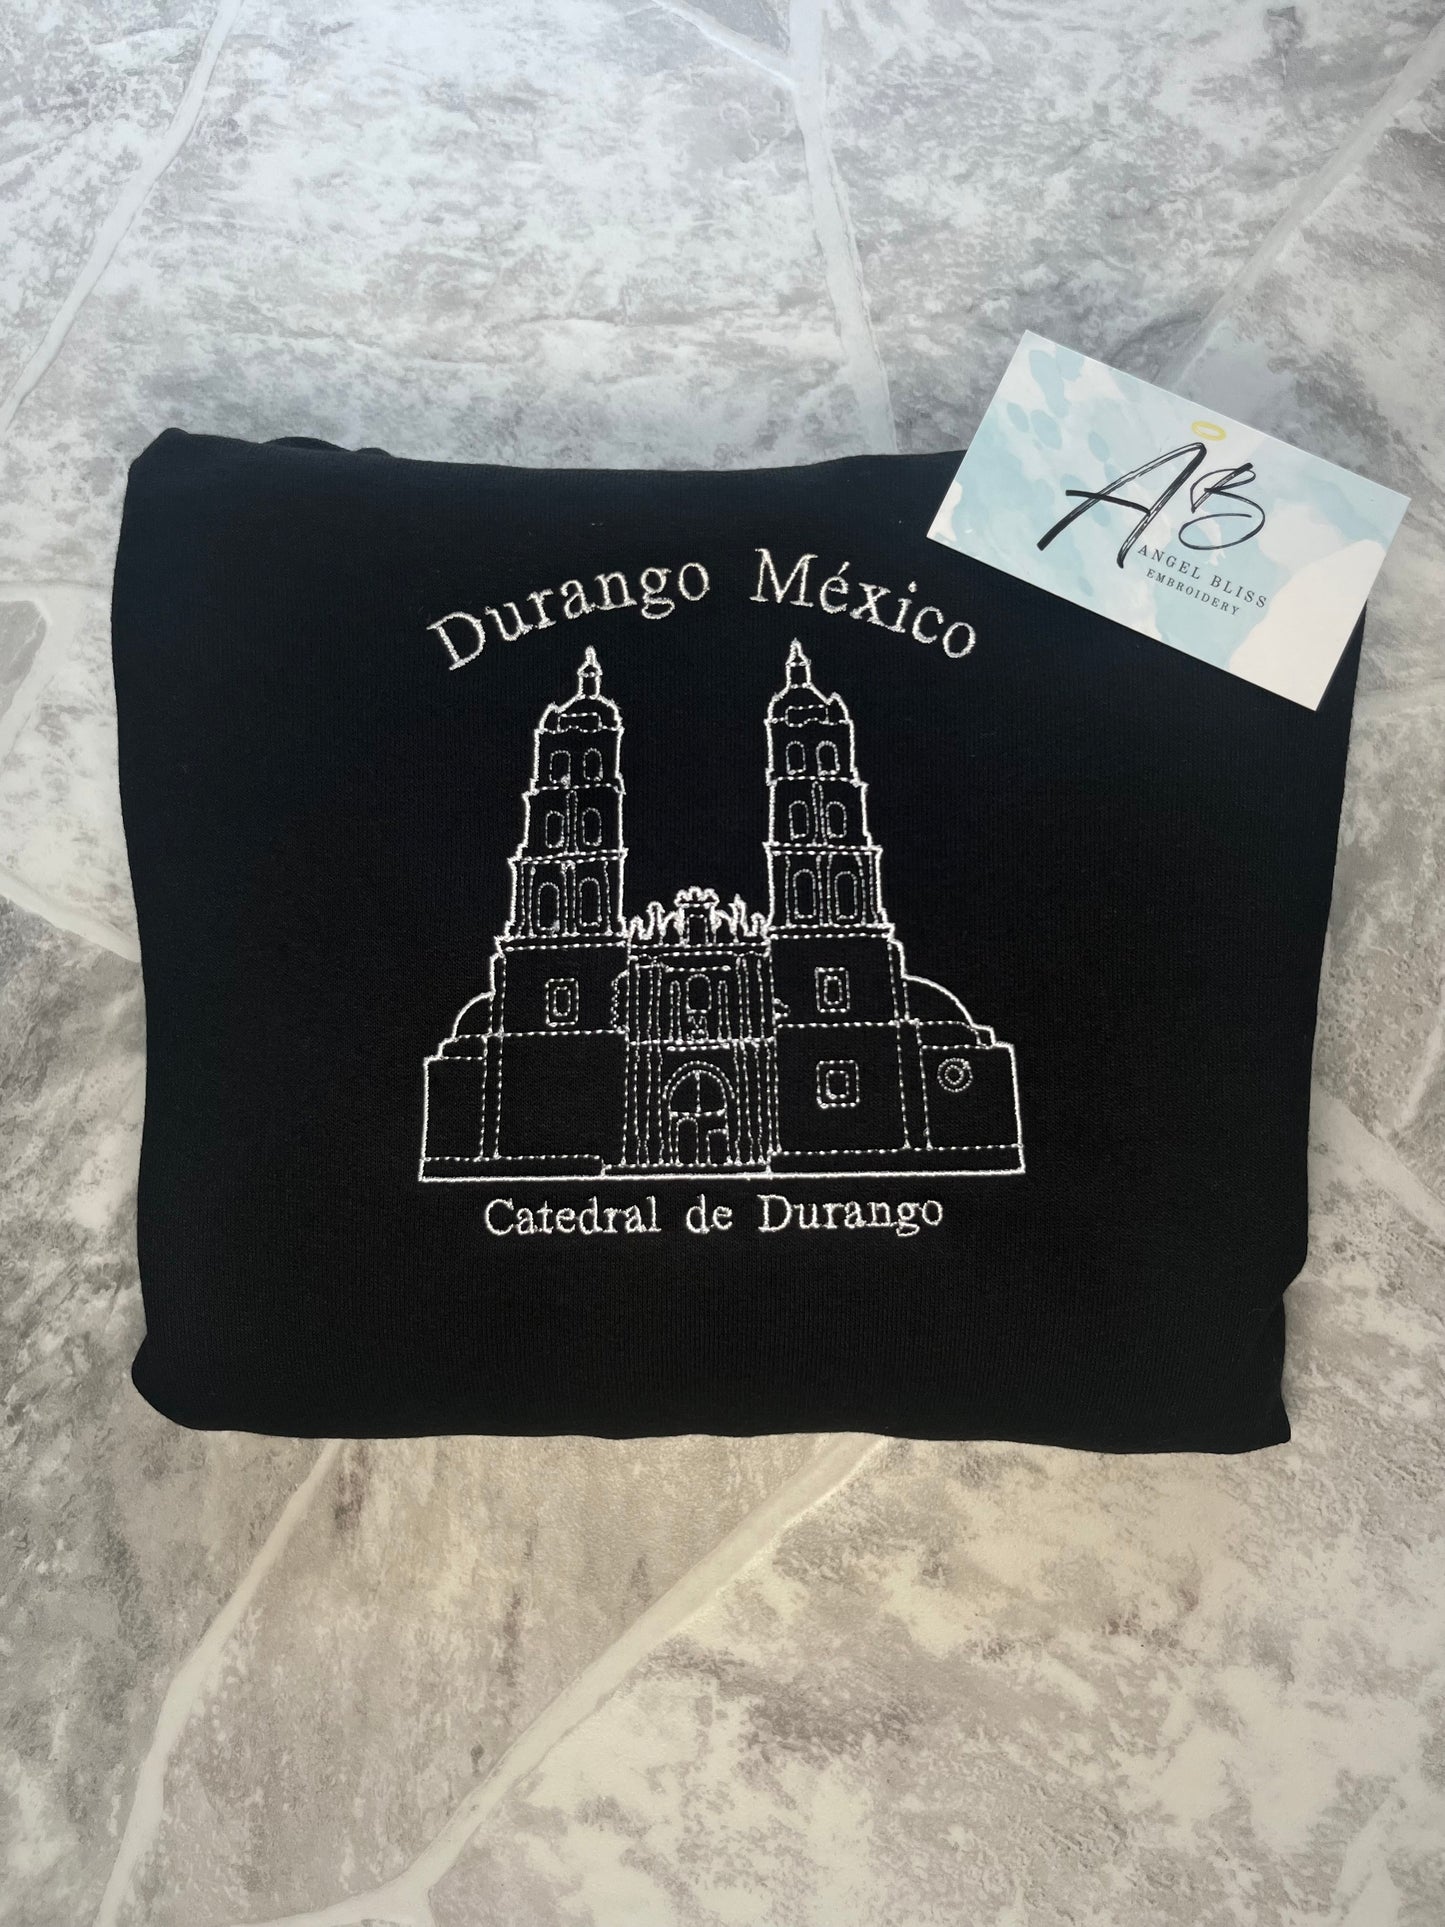 Durango México
Catedral de Durango
AB
ANGEL BLISS
EMBROIDERY